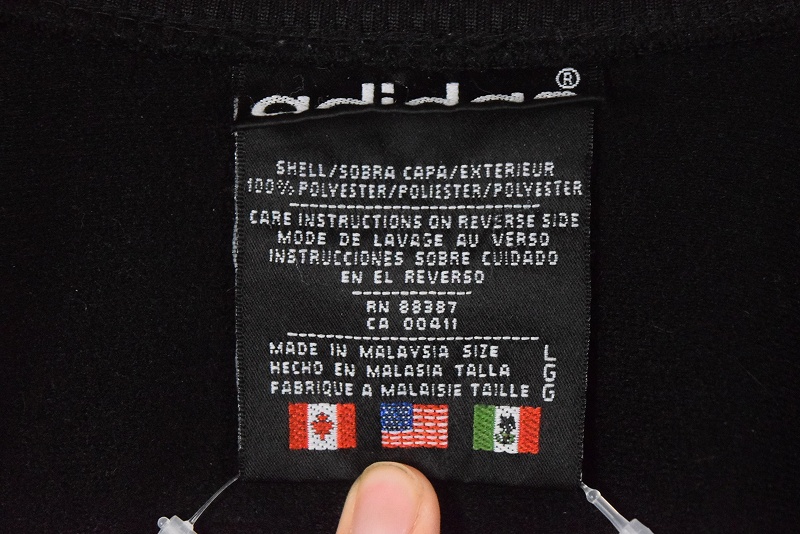 adidas®
SHELL/SOBRA CAPA/EXTERIEUR
100% POLYESTER/POLIESTER/POLYESTER
CARE INSTRUCTIONS ON REVERSE SIDE
MODE DE LAVAGE AU VERSO
INSTRUCCIONES SOBRE CUIDADO
EN EL REVERSO
RN 88387
CA 00411
MADE IN MALAYSIA SIZE L
HECHO EN MALASIA TALLA G
FABRIQUE A MALAISIE TAILLE G